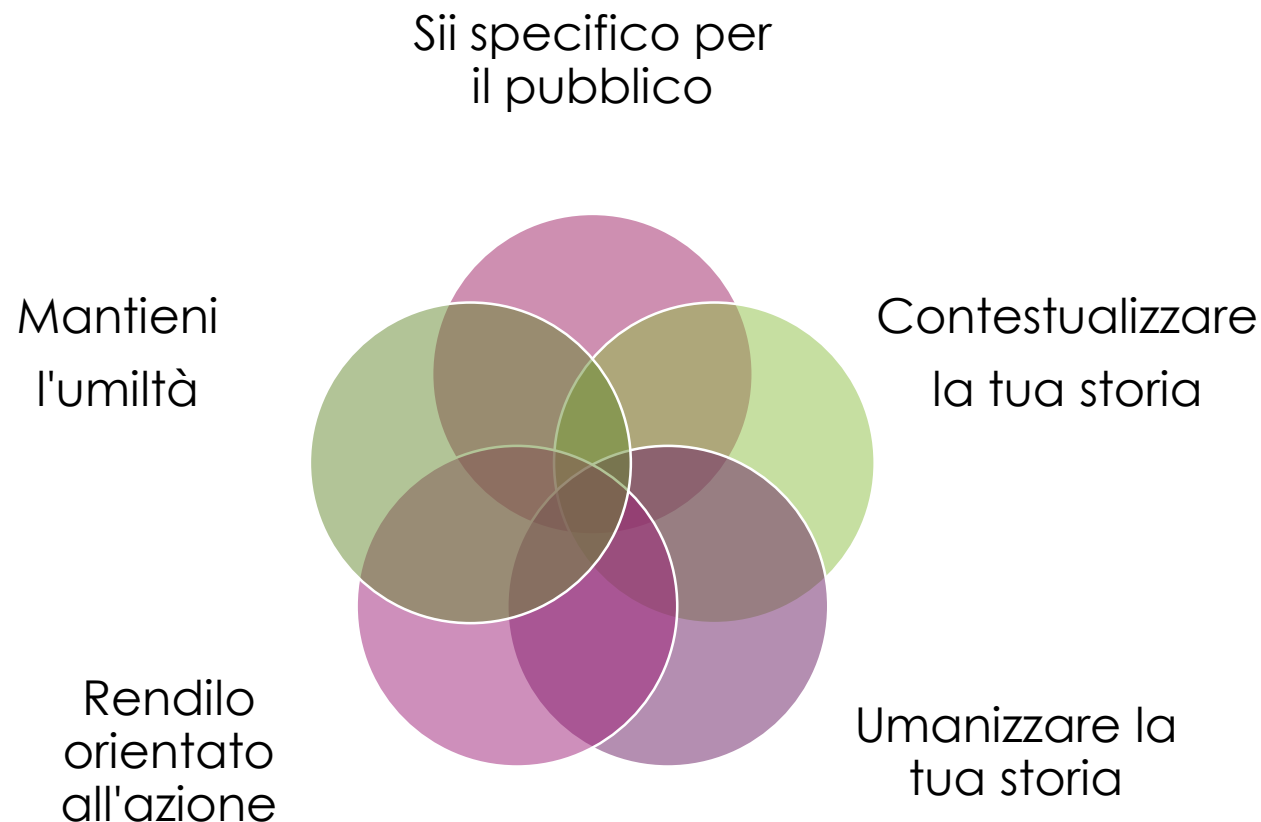 Sii specifico per
il pubblico
Mantieni
l'umiltà
Contestualizzare
la tua storia
Rendilo
orientato
all'azione
Umanizzare la
tua storia